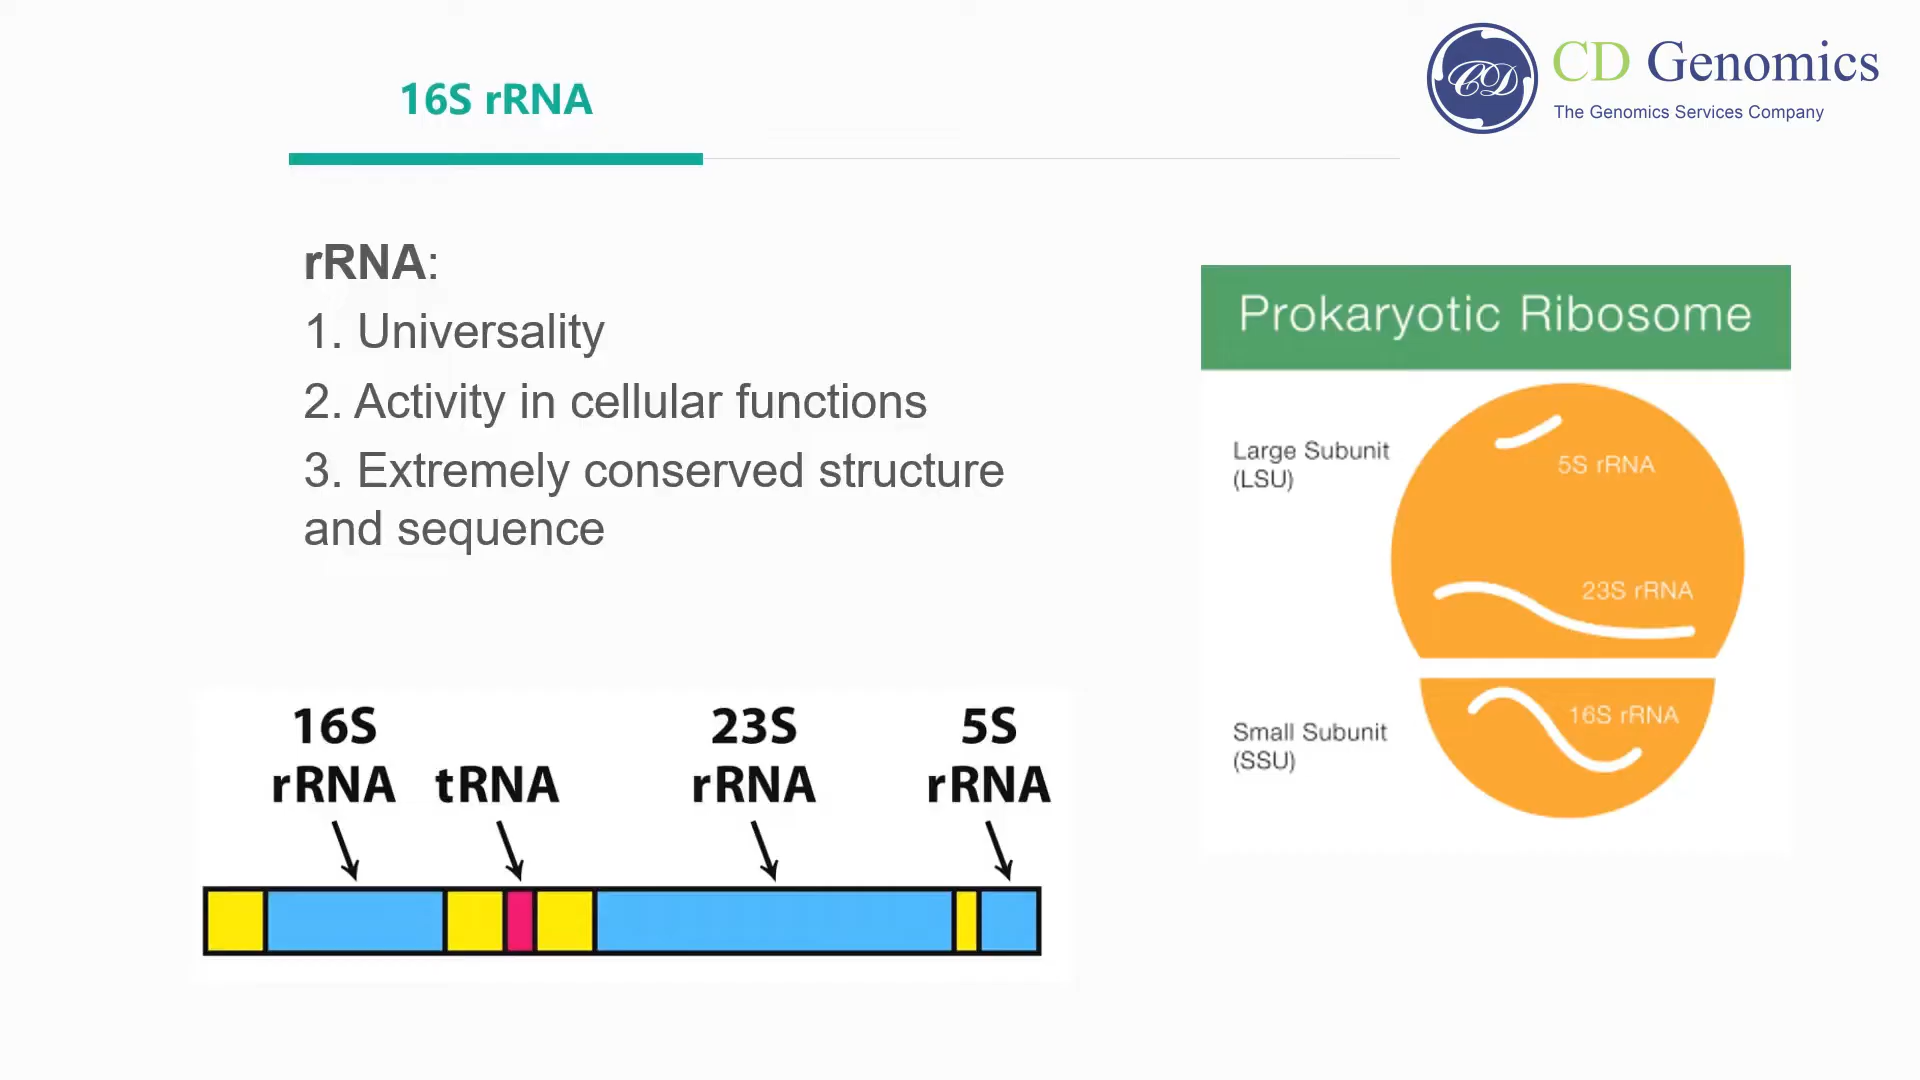 16S rRNA
CD Genomics
The Genomics Services Company
rRNA:
1. Universality
2. Activity in cellular functions
3. Extremely conserved structure
and sequence
Prokaryotic Ribosome
Large Subunit
(LSU)
5S rRNA
23S rRNA
Small Subunit
(SSU)
16S rRNA
16S
rRNA
tRNA
23S
rRNA
5S
rRNA